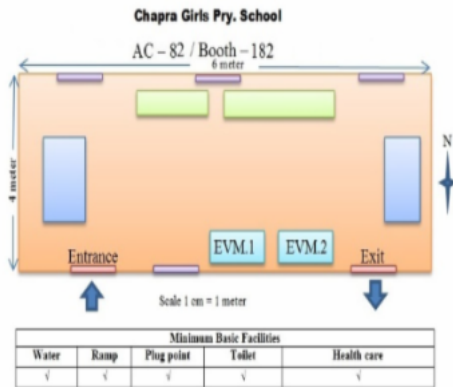 Chapra Girls Pry. School
AC – 82 / Booth – 182
6 meter
4 meter
N
EVM.1 EVM.2
Entrance Exit
Scale 1 cm = 1 meter
Minimum Basic Facilities
Water Ramp Plug point Toilet Health care
√ √ √ √ √